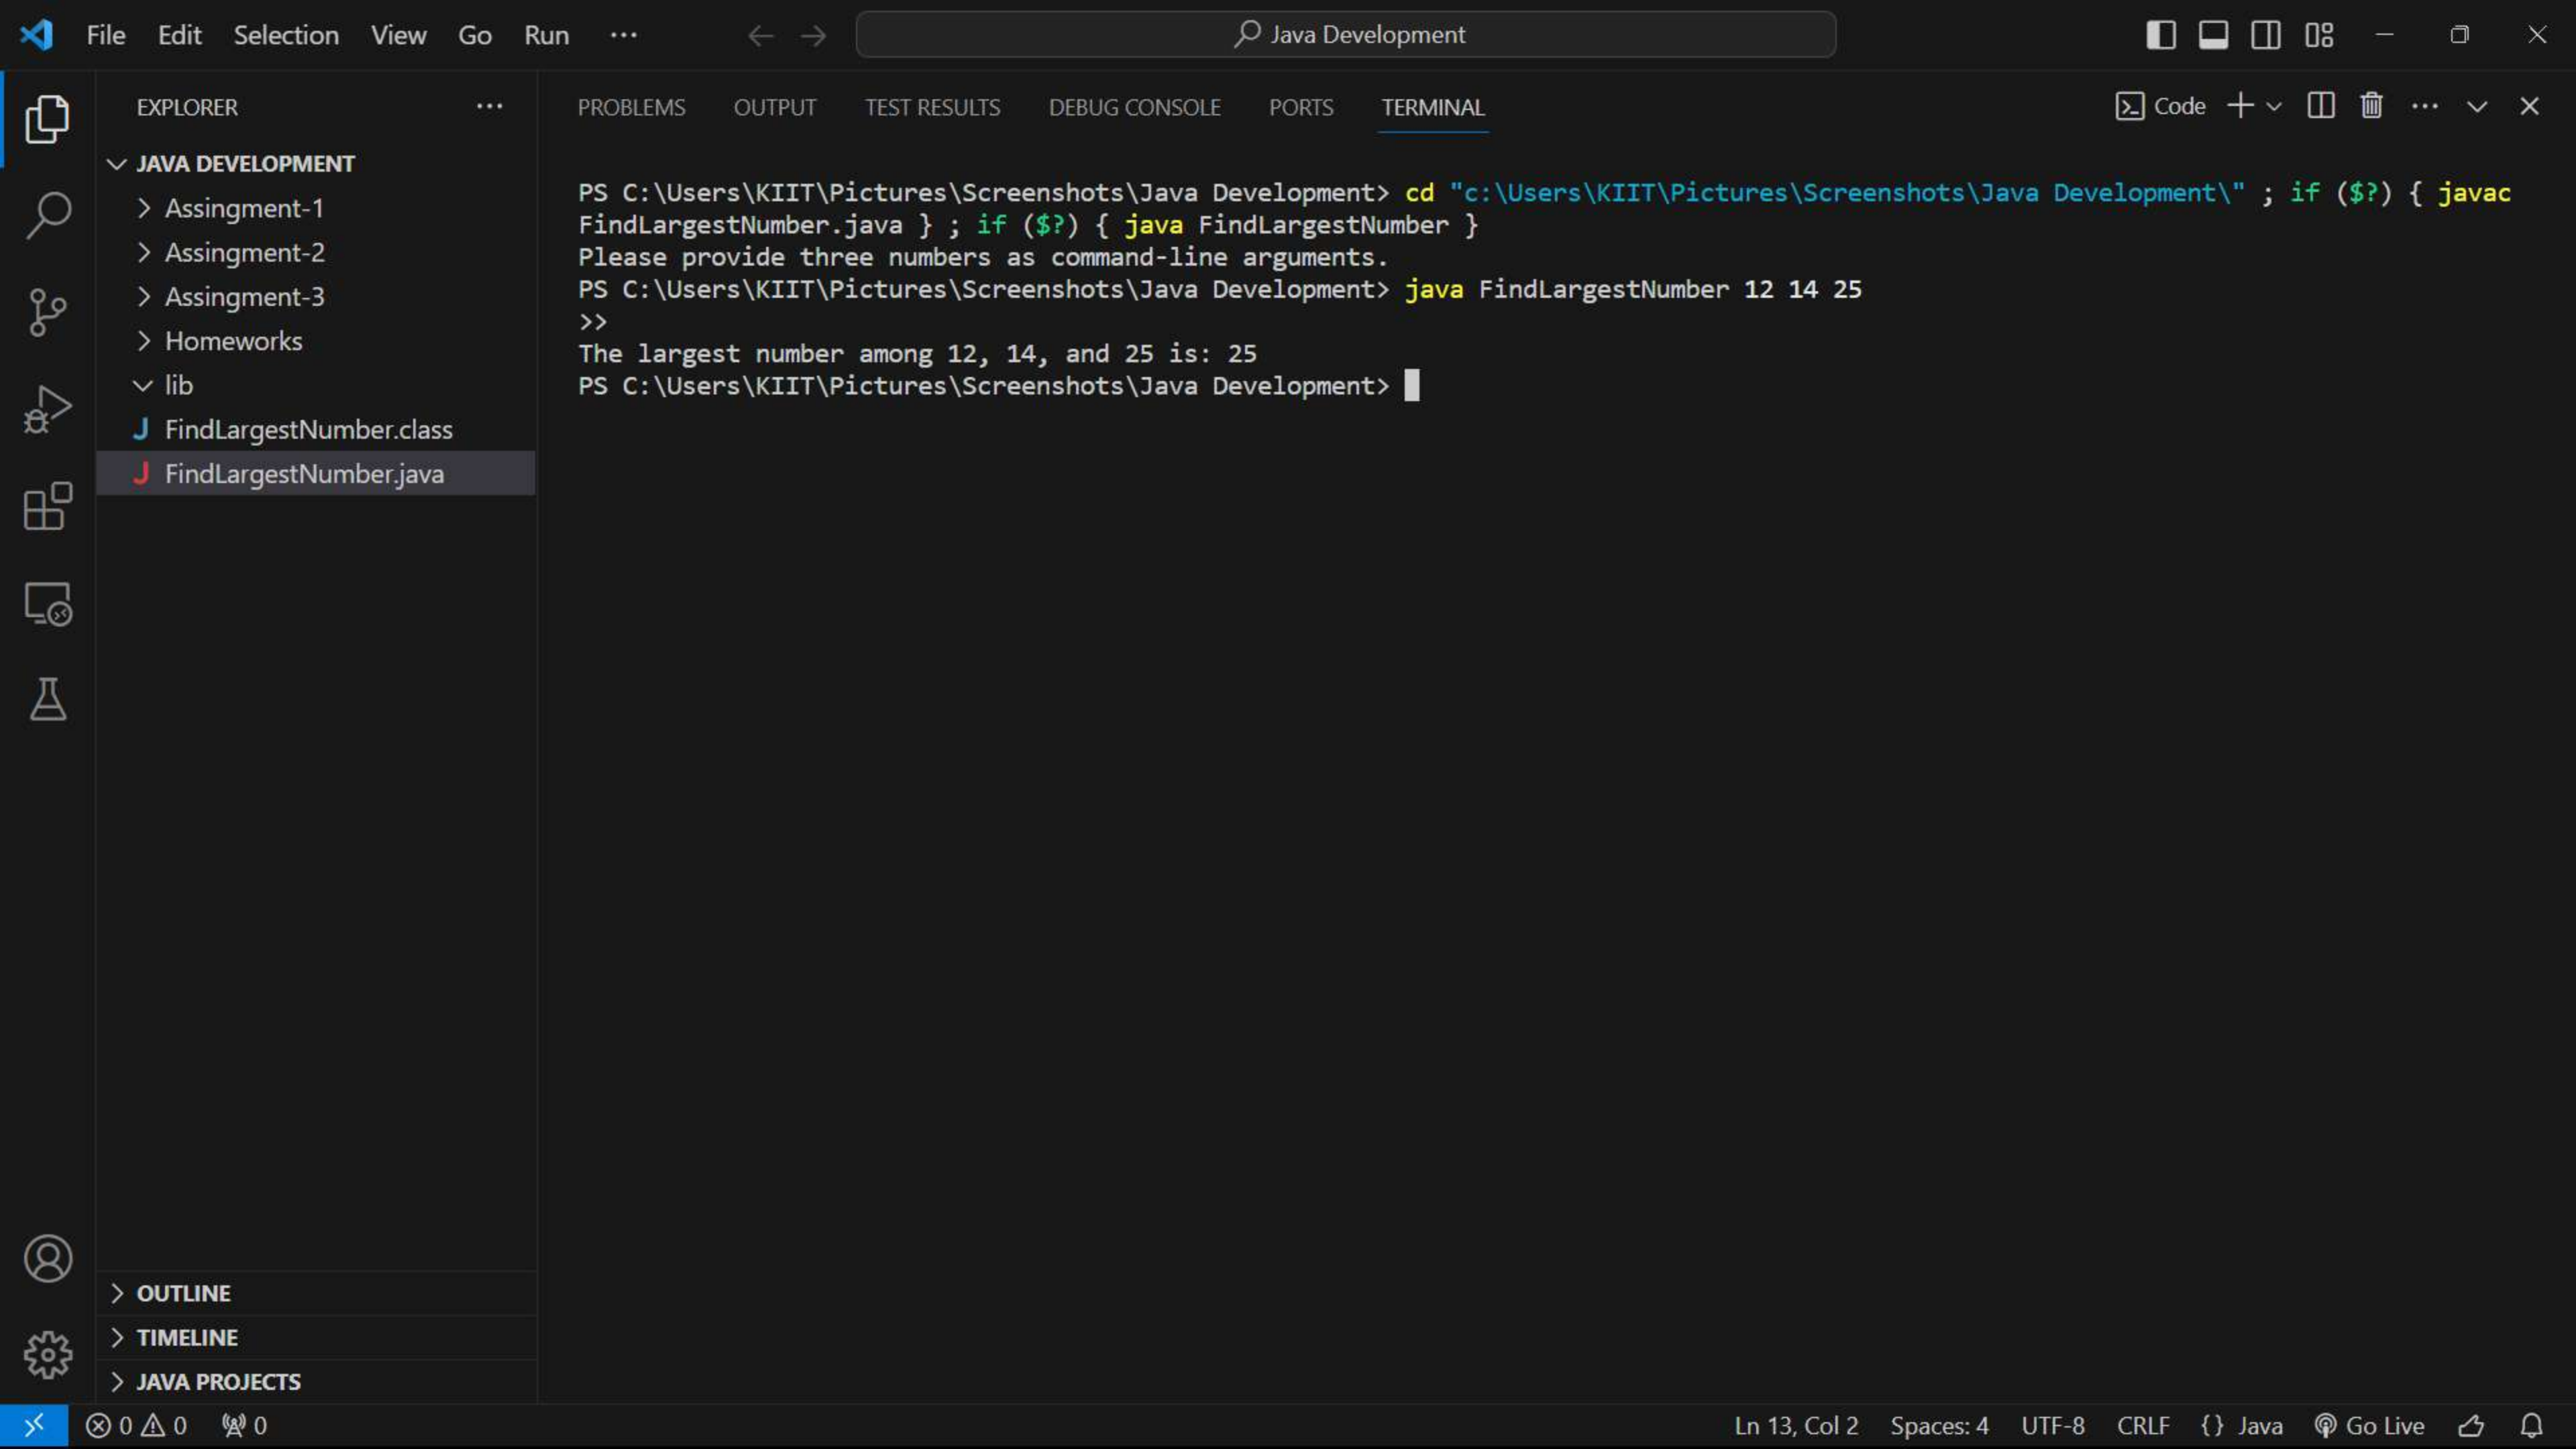 File Edit Selection View Go Run ··· Java Development
EXPLORER ···
JAVA DEVELOPMENT
Assingment-1
Assingment-2
Assingment-3
Homeworks
lib
J FindLargestNumber.class
J FindLargestNumber.java
OUTLINE
TIMELINE
JAVA PROJECTS
PROBLEMS OUTPUT TEST RESULTS DEBUG CONSOLE PORTS TERMINAL Code ···
PS C:\Users\KIIT\Pictures\Screenshots\Java Development> cd "c:\Users\KIIT\Pictures\Screenshots\Java Development\" ; if ($?) { javac
FindLargestNumber.java } ; if ($?) { java FindLargestNumber }
Please provide three numbers as command-line arguments.
PS C:\Users\KIIT\Pictures\Screenshots\Java Development> java FindLargestNumber 12 14 25
>>
The largest number among 12, 14, and 25 is: 25
PS C:\Users\KIIT\Pictures\Screenshots\Java Development>
0 0 0 Ln 13, Col 2 Spaces: 4 UTF-8 CRLF {} Java Go Live